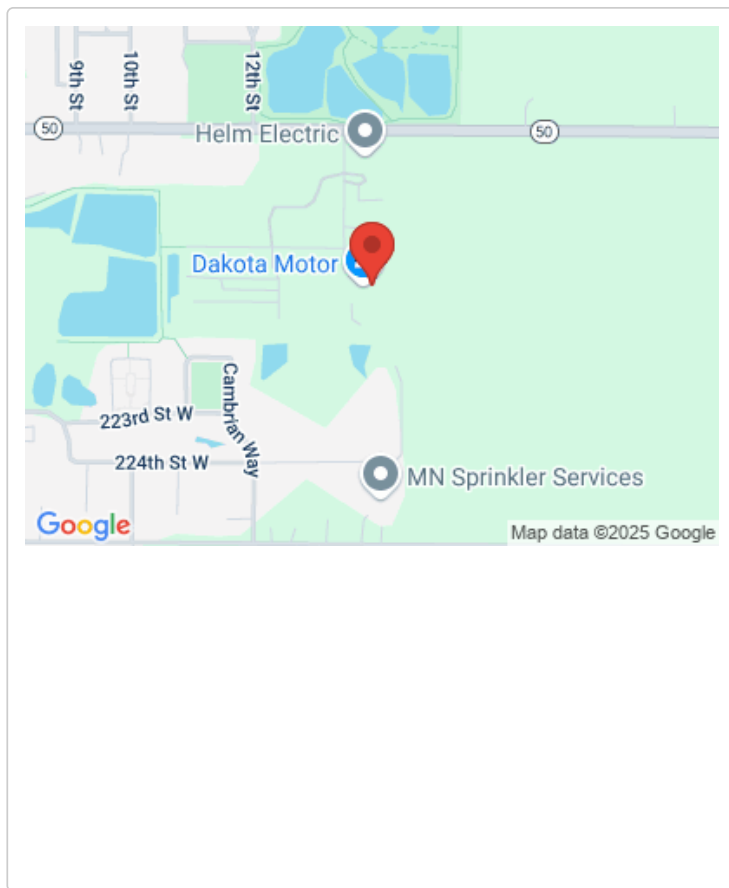 9th St
10th St
12th St
50
Helm Electric
50
Dakota Motor
Cambrian Way
223rd St W
224th St W
MN Sprinkler Services
Google
Map data ©2025 Google